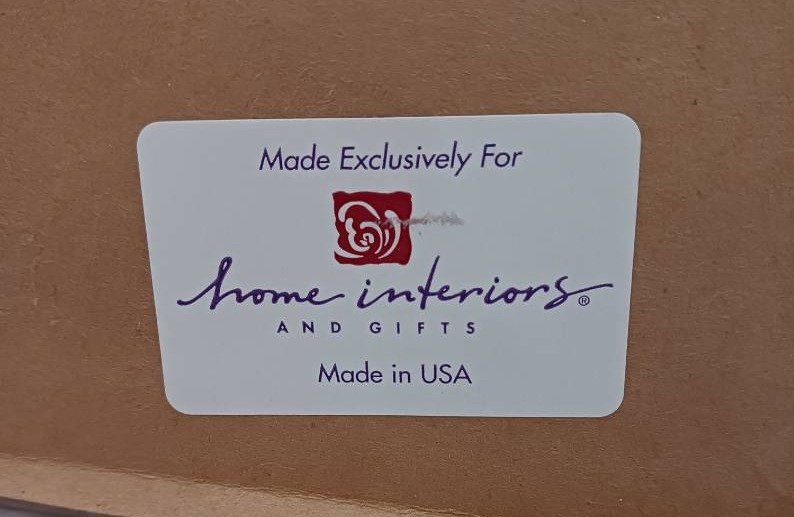 Made Exclusively For
home interiors®
AND GIFTS
Made in USA